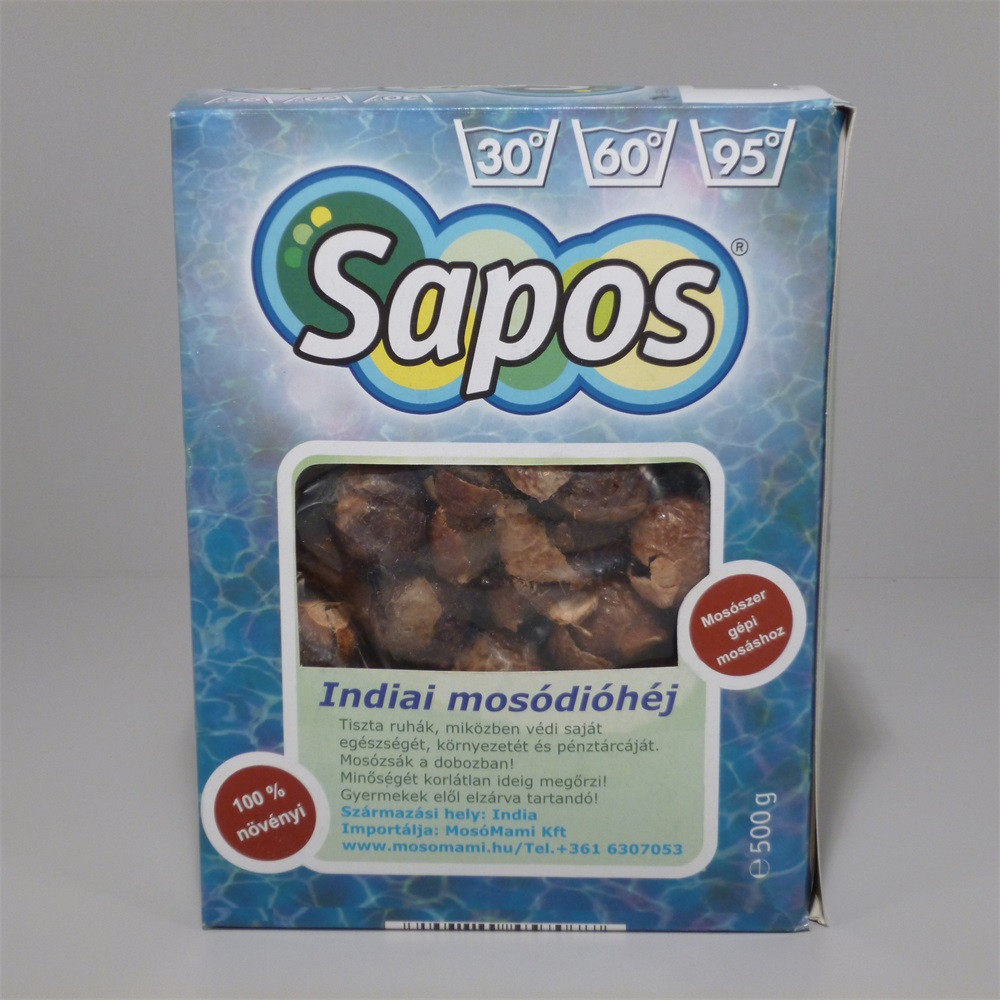 30° 60° 95°
Sapos®
Mosószer
gépi
mosáshoz
Indiai mosódióhéj
Tiszta ruhák, miközben védi saját
egészségét, környezetét és pénztárcáját.
Mosózsák a dobozban!
Minőségét korlátlan ideig megőrzi!
Gyermekek elől elzárva tartandó!
Származási hely: India
Importálja: MosóMami Kft
www.mosomami.hu/Tel.+361 6307053
100 %
növényi
℮ 500 g